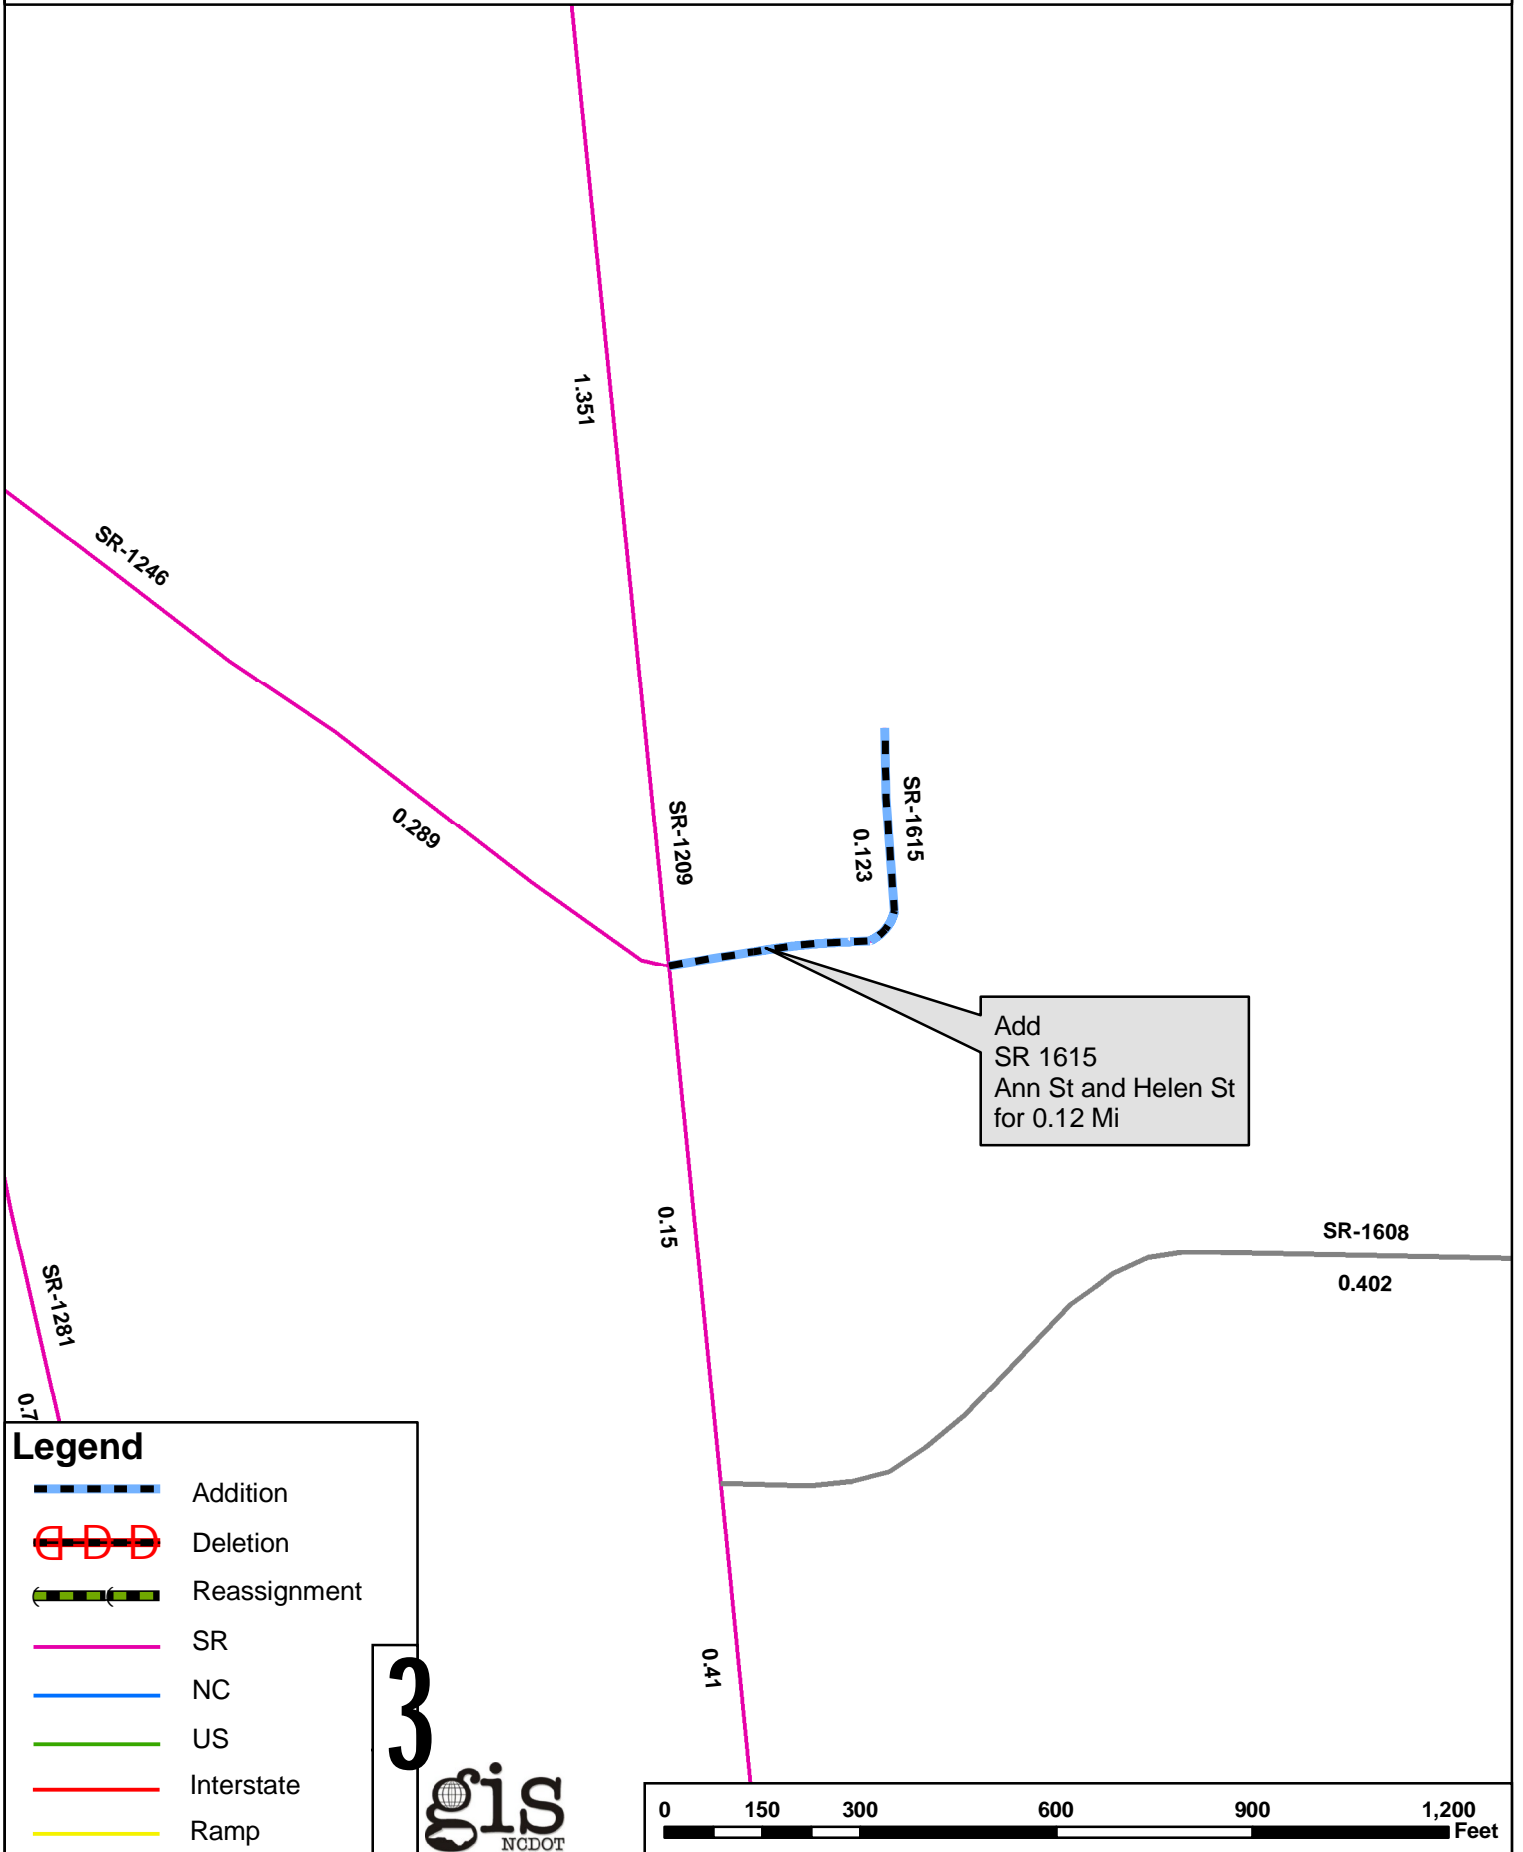 1.351
SR-1246
0.289
SR-1209
SR-1615
0.123
Add
SR 1615
Ann St and Helen St
for 0.12 Mi
0.15
SR-1608
0.402
SR-1281
0.7
0.41
Legend
Addition
D D D
Deletion
Reassignment
SR
NC
US
Interstate
Ramp
3
gis
NCDOT
0 150 300 600 900 1,200
Feet